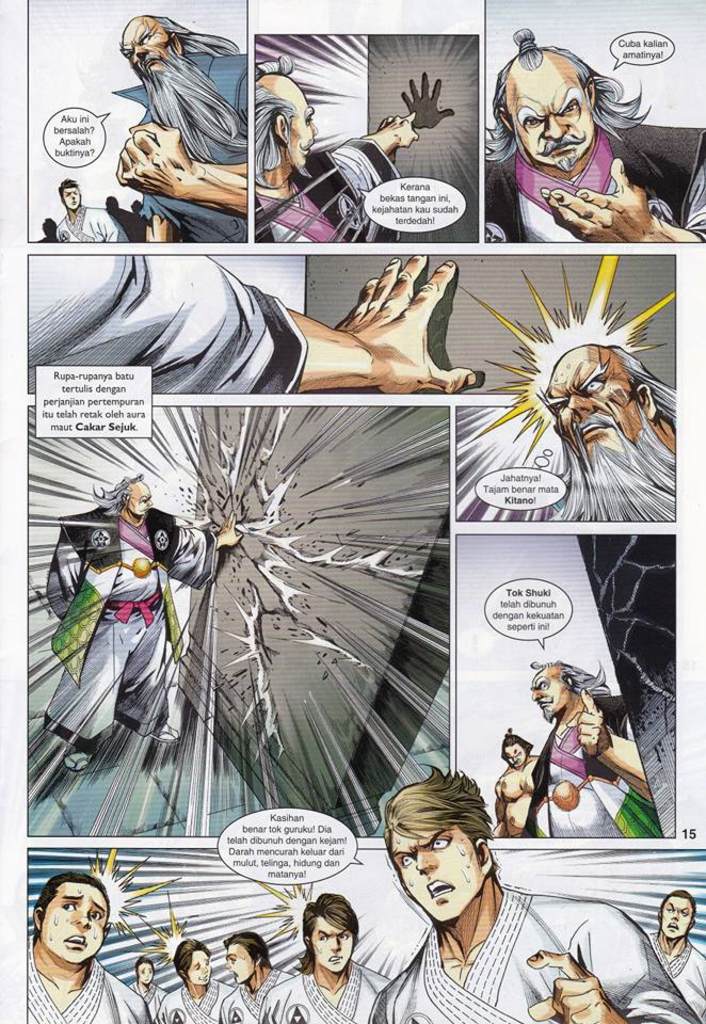 Aku ini
bersalah?
Apakah
buktinya?
Kerana
bekas tangan ini,
kejahatan kau sudah
terdedah!
Cuba kalian
amatinya!
Rupa-rupanya batu
tertulis dengan
perjanjian pertempuran
itu telah retak oleh aura
maut Cakar Sejuk.
Jahatnya!
Tajam benar mata
Kitano!
Tok Shuki
telah dibunuh
dengan kekuatan
seperti ini!
15
Kasihan
benar tok guruku! Dia
telah dibunuh dengan kejam!
Darah mencurah keluar dari
mulut, telinga, hidung dan
matanya!